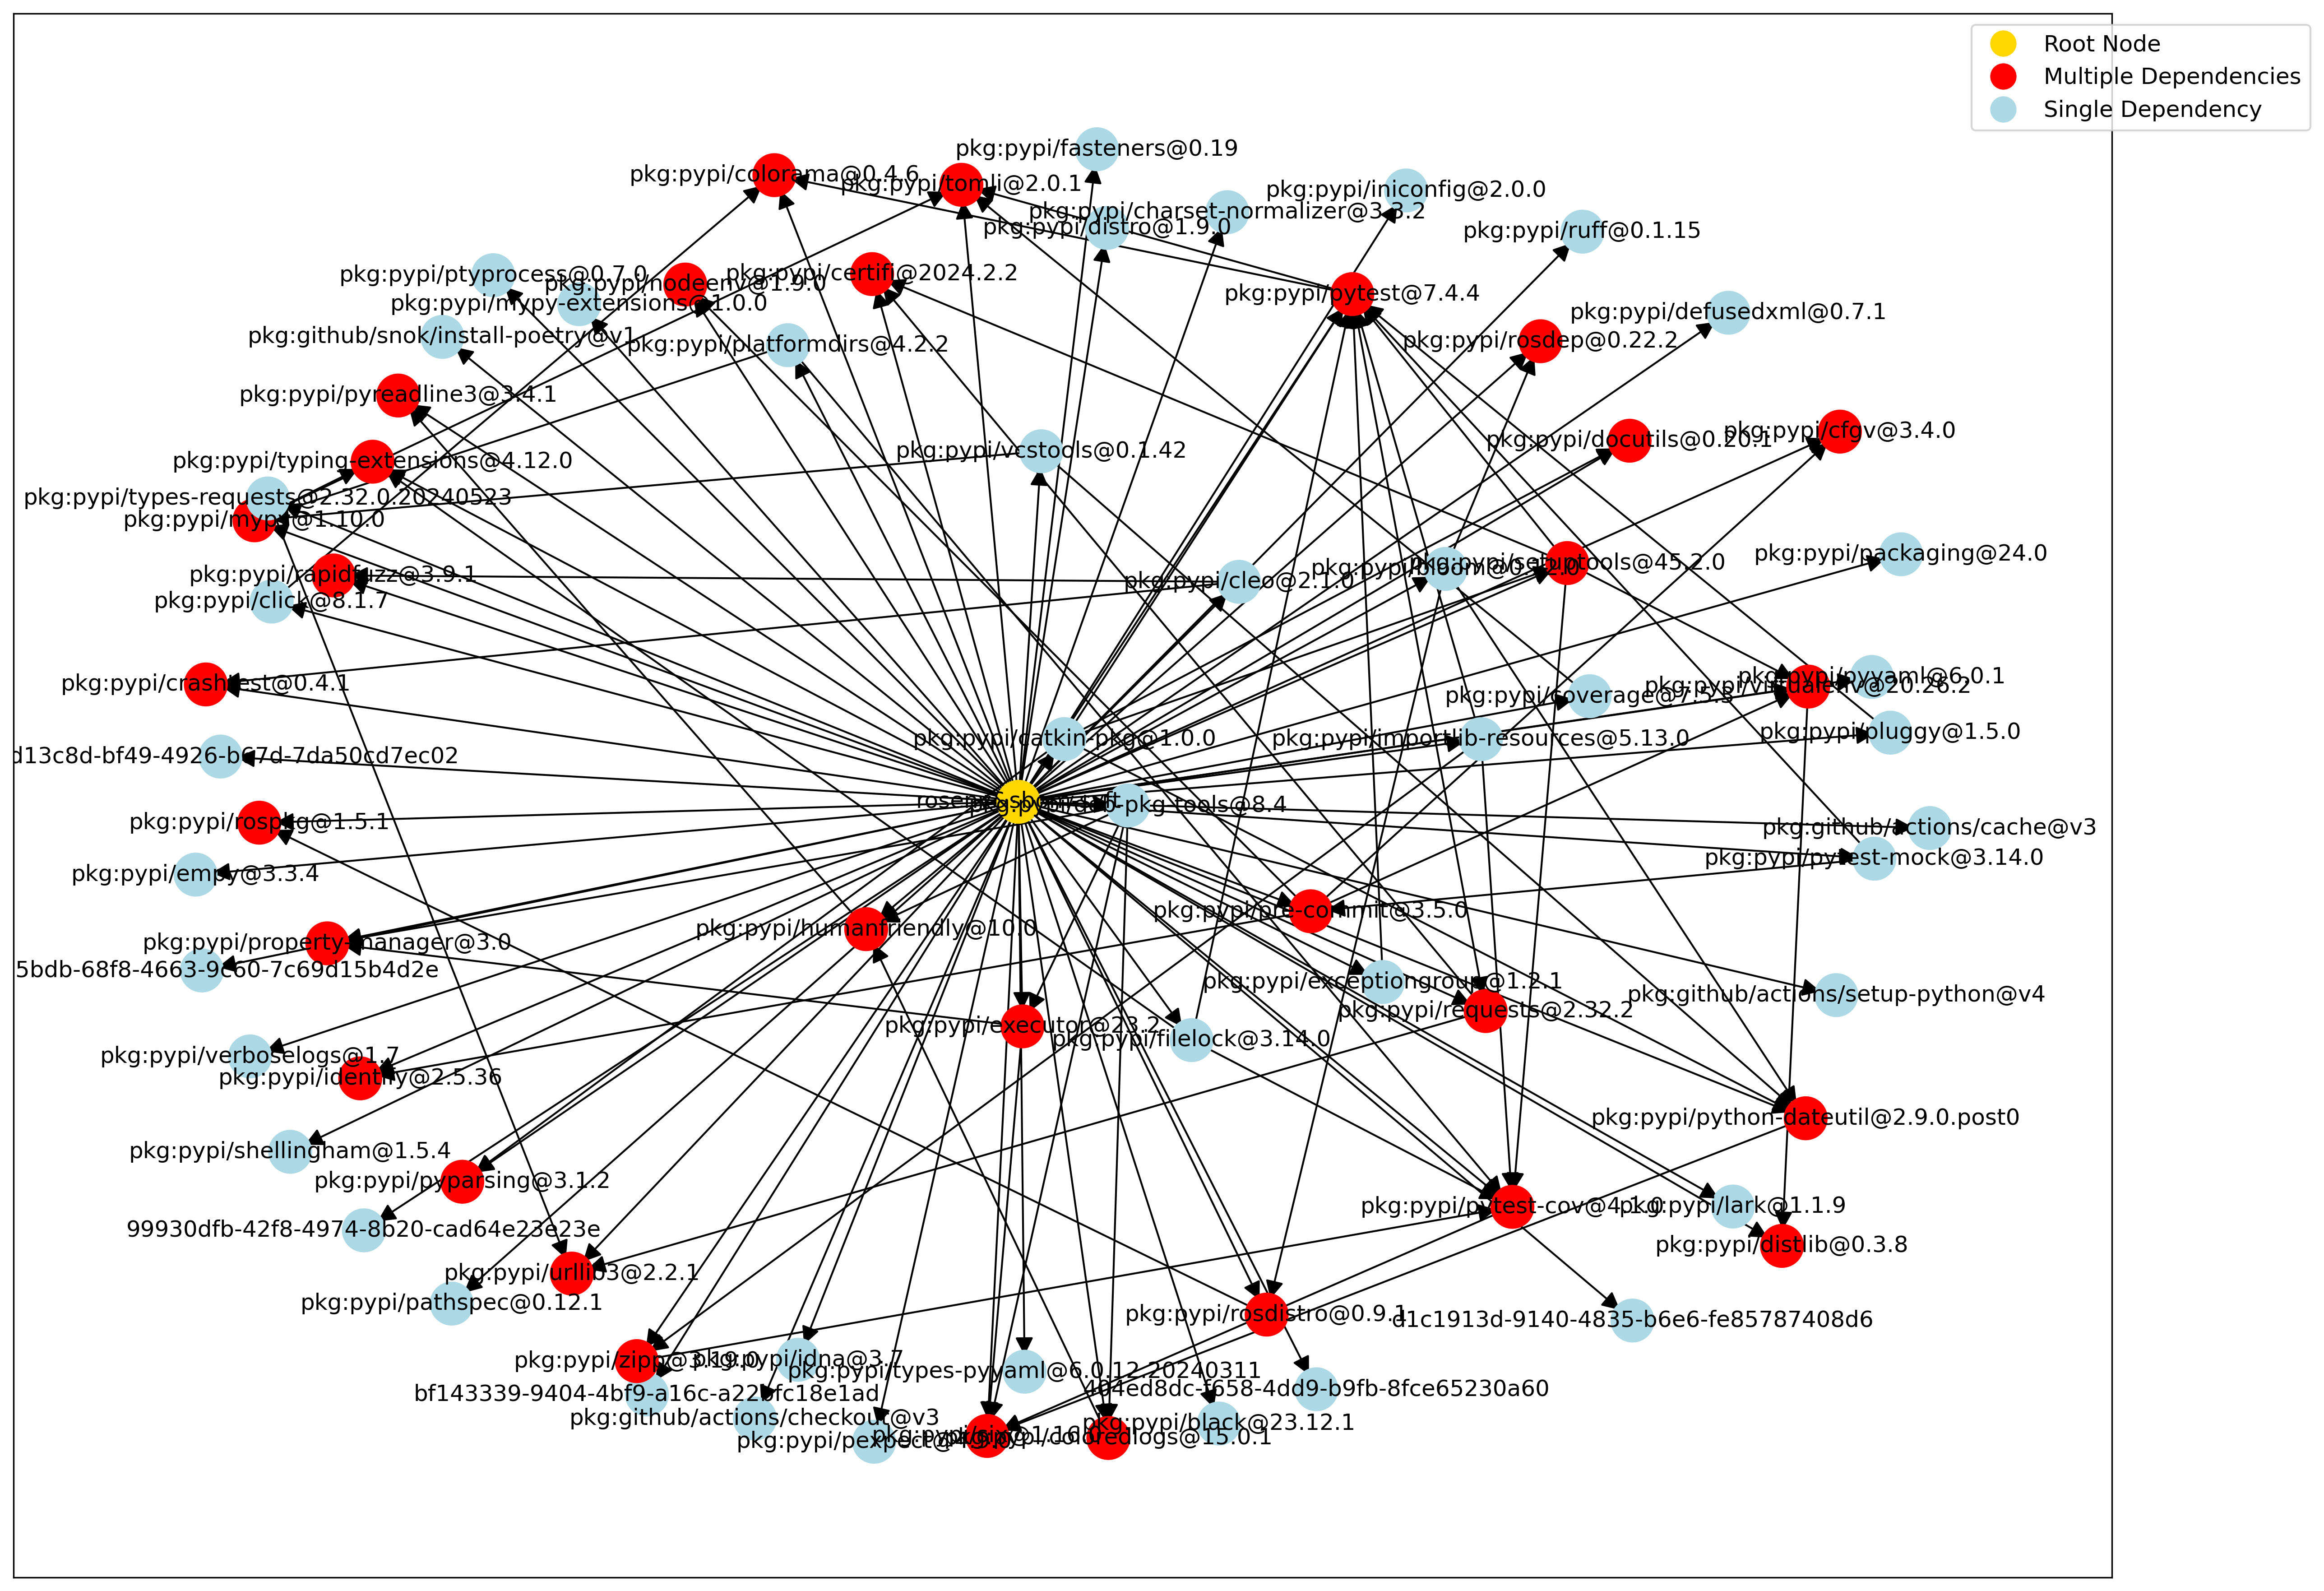 Root Node
Multiple Dependencies
Single Dependency
pkg:pypi/fasteners@0.19
pkg:pypi/colorama@0.4.6
pkg:pypi/tomli@2.0.1
pkg:pypi/iniconfig@2.0.0
pkg:pypi/charset-normalizer@3.3.2
pkg:pypi/distro@1.9.0
pkg:pypi/ruff@0.1.15
pkg:pypi/ptyprocess@0.7.0
pkg:pypi/nodeenv@1.9.0
pkg:pypi/certifi@2024.2.2
pkg:pypi/pytest@7.4.4
pkg:pypi/mypy-extensions@1.0.0
pkg:pypi/defusedxml@0.7.1
pkg:github/snok/install-poetry@v1
pkg:pypi/platformdirs@4.2.2
pkg:pypi/rosdep@0.22.2
pkg:pypi/pyreadline3@3.4.1
pkg:pypi/docutils@0.20.1
pkg:pypi/cfgv@3.4.0
pkg:pypi/vcstools@0.1.42
pkg:pypi/typing-extensions@4.12.0
pkg:pypi/types-requests@2.32.0.20240523
pkg:pypi/mypy@1.10.0
pkg:pypi/packaging@24.0
pkg:pypi/setuptools@45.2.0
pkg:pypi/bloom@0.12.0
pkg:pypi/rapidfuzz@3.9.1
pkg:pypi/cleo@2.1.0
pkg:pypi/click@8.1.7
pkg:pypi/crashtest@0.4.1
pkg:pypi/pyyaml@6.0.1
pkg:pypi/virtualenv@20.26.2
pkg:pypi/coverage@7.5.3
pkg:pypi/pluggy@1.5.0
pkg:pypi/catkin-pkg@1.0.0
pkg:pypi/importlib-resources@5.13.0
d13c8d-bf49-4926-b67d-7da50cd7ec02
pkg:pypi/deb-pkg-tools@8.4
pkg:pypi/rospkg@1.5.1
pkg:github/actions/cache@v3
pkg:pypi/pytest-mock@3.14.0
pkg:pypi/empy@3.3.4
pkg:pypi/pre-commit@3.5.0
pkg:pypi/humanfriendly@10.0
pkg:pypi/property-manager@3.0
5bdb-68f8-4663-9c60-7c69d15b4d2e
pkg:pypi/exceptiongroup@1.2.1
pkg:github/actions/setup-python@v4
pkg:pypi/requests@2.32.2
pkg:pypi/executor@23.2
pkg:pypi/filelock@3.14.0
pkg:pypi/verboselogs@1.7
pkg:pypi/identify@2.5.36
pkg:pypi/python-dateutil@2.9.0.post0
pkg:pypi/shellingham@1.5.4
pkg:pypi/pyparsing@3.1.2
pkg:pypi/pytest-cov@4.1.0
pkg:pypi/lark@1.1.9
99930dfb-42f8-4974-8b20-cad64e23e23e
pkg:pypi/distlib@0.3.8
pkg:pypi/urllib3@2.2.1
pkg:pypi/pathspec@0.12.1
pkg:pypi/rosdistro@0.9.1
d1c1913d-9140-4835-b6e6-fe85787408d6
pkg:pypi/zipp@3.19.0
pkg:pypi/idna@3.7
pkg:pypi/types-pyyaml@6.0.12.20240311
404ed8dc-f658-4dd9-b9fb-8fce65230a60
bf143339-9404-4bf9-a16c-a22bfc18e1ad
pkg:github/actions/checkout@v3
pkg:pypi/black@23.12.1
pkg:pypi/six@1.16.0
pkg:pypi/coloredlogs@15.0.1